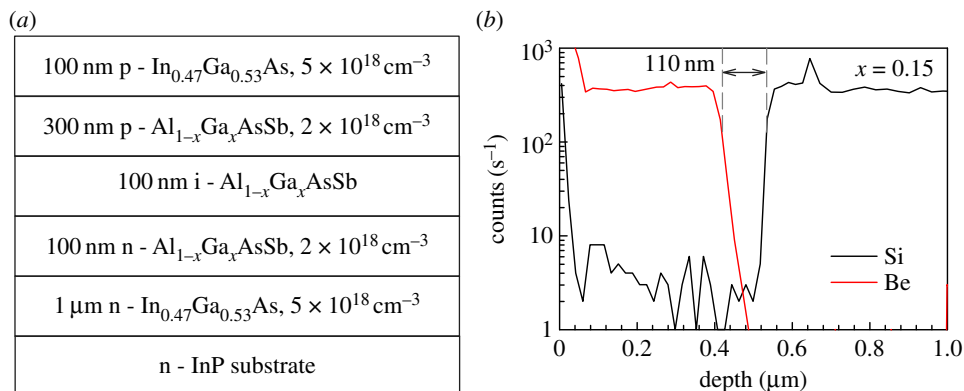 (a)
100 nm p - In0.47Ga0.53As, 5 × 10^18 cm^−3
300 nm p - Al1−xGaxAsSb, 2 × 10^18 cm^−3
100 nm i - Al1−xGaxAsSb
100 nm n - Al1−xGaxAsSb, 2 × 10^18 cm^−3
1 μm n - In0.47Ga0.53As, 5 × 10^18 cm^−3
n - InP substrate
(b)
10^3
110 nm
x = 0.15
10^2
counts (s^−1)
10
Si
Be
1
0 0.2 0.4 0.6 0.8 1.0
depth (μm)